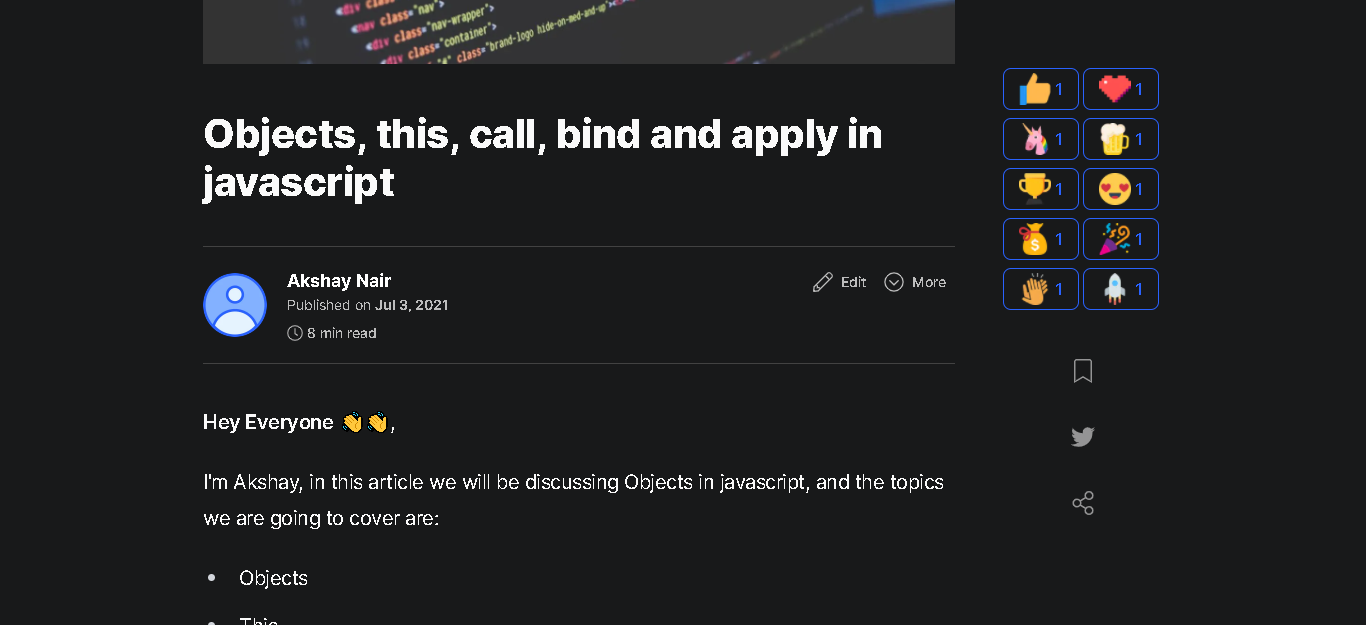 <div
class="nav">
<nav class="nav-wrapper">
<div class="container">
class="brand-logo hide-on-med-and-up"
Objects, this, call, bind and apply in
javascript
Akshay Nair
Published on Jul 3, 2021
8 min read
Edit
More
Hey Everyone 👏👏,
I'm Akshay, in this article we will be discussing Objects in javascript, and the topics
we are going to cover are:
• Objects
• This
👍 1 ❤️ 1
🦄 1 🍺 1
🏆 1 😍 1
💰 1 🎉 1
👏 1 🚀 1